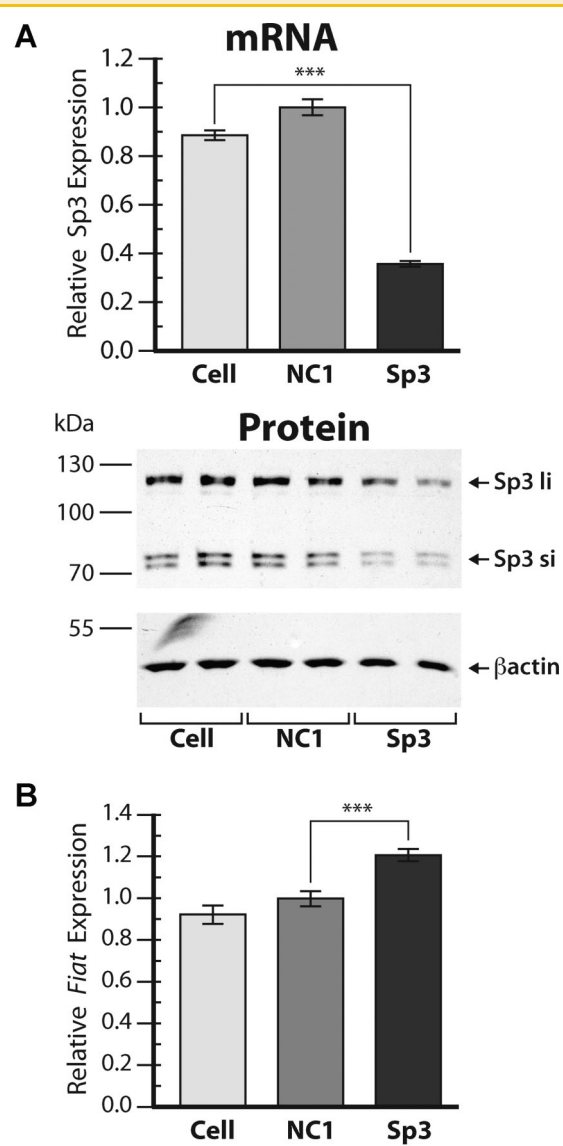 A
mRNA
Relative Sp3 Expression
1.2
1.0
0.8
0.6
0.4
0.2
0.0
***
Cell NC1 Sp3
Protein
kDa
130
100
70
55
Sp3 li
Sp3 si
βactin
Cell NC1 Sp3
B
Relative Fiat Expression
1.4
1.2
1.0
0.8
0.6
0.4
0.2
0.0
***
Cell NC1 Sp3